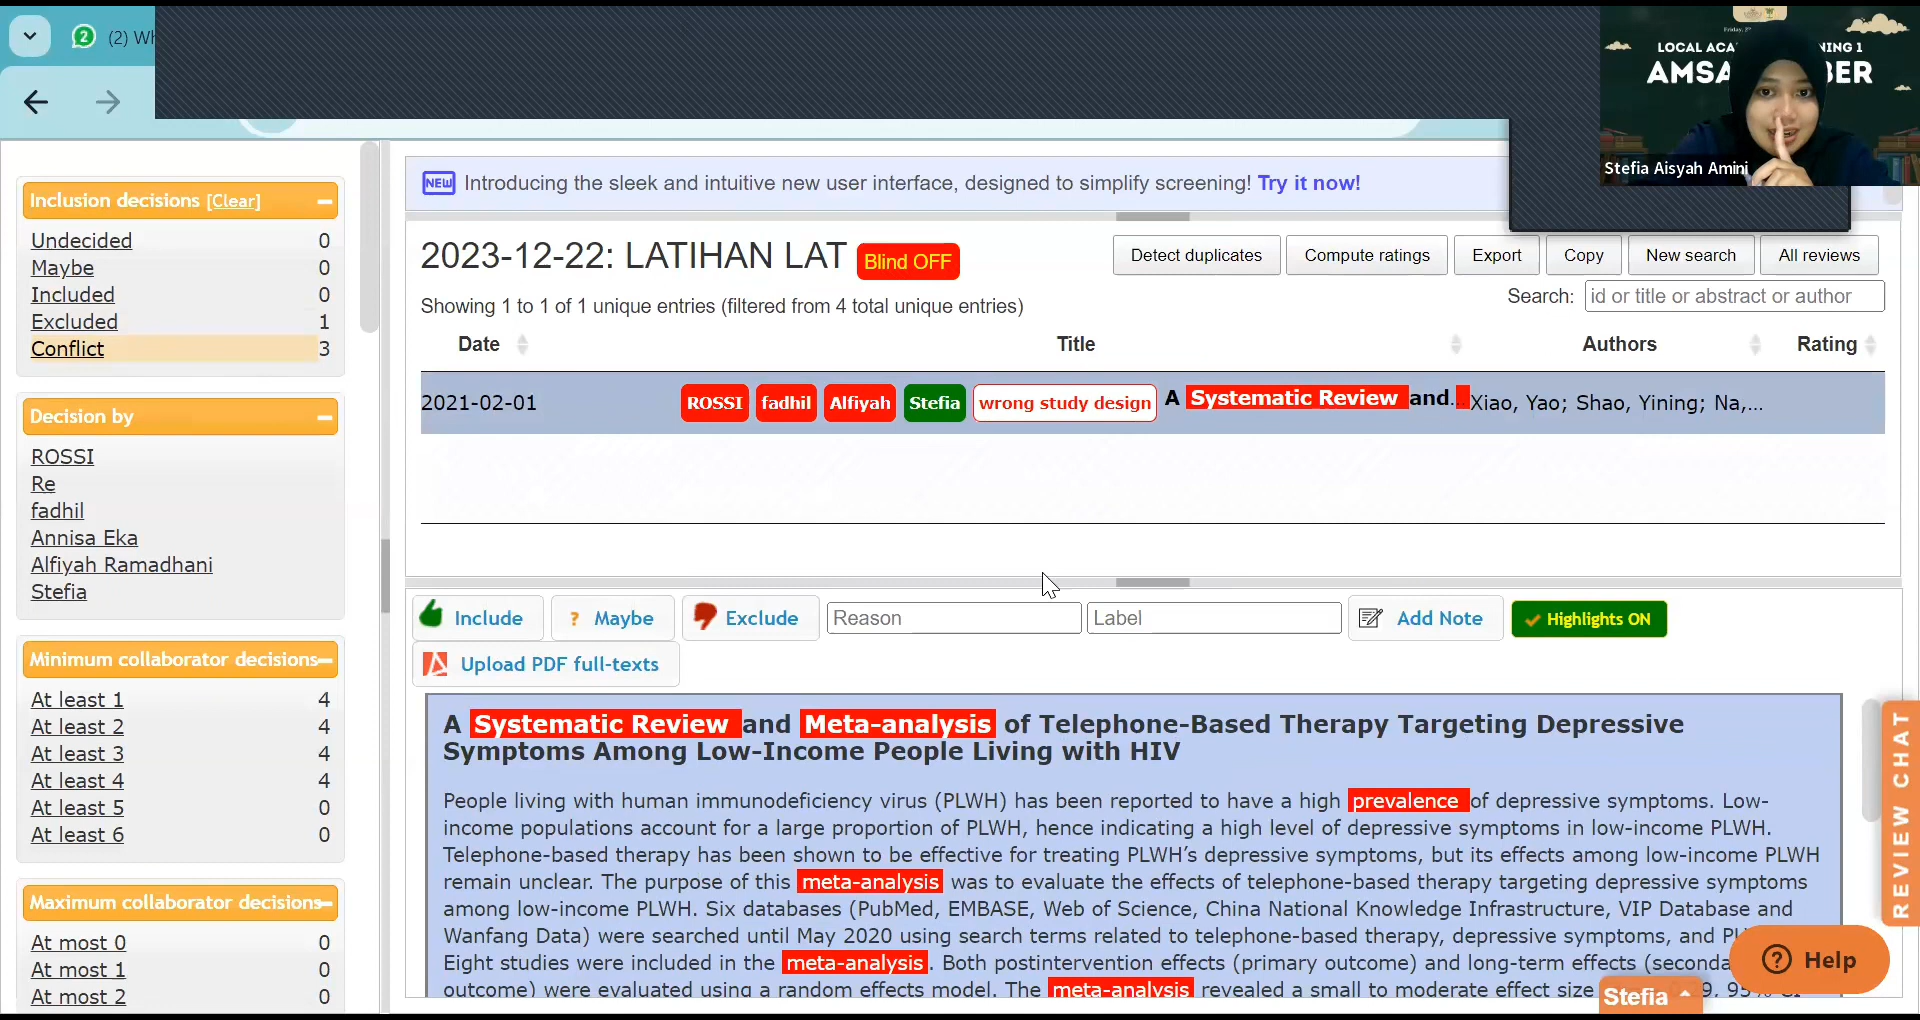 2 (2) Wh
LOCAL ACA NING 1
AMSA BER
Stefia Aisyah Amini
NEW Introducing the sleek and intuitive new user interface, designed to simplify screening! Try it now!
Inclusion decisions [Clear]
Undecided 0
Maybe 0
Included 0
Excluded 1
Conflict 3
Decision by
ROSSI
Re
fadhil
Annisa Eka
Alfiyah Ramadhani
Stefia
Minimum collaborator decisions
At least 1 4
At least 2 4
At least 3 4
At least 4 4
At least 5 0
At least 6 0
Maximum collaborator decisions
At most 0 0
At most 1 0
At most 2 0
2023-12-22: LATIHAN LAT Blind OFF
Detect duplicates Compute ratings Export Copy New search All reviews
Showing 1 to 1 of 1 unique entries (filtered from 4 total unique entries)
Search: id or title or abstract or author
Date Title Authors Rating
2021-02-01 ROSSI fadhil Alfiyah Stefia wrong study design A Systematic Review and... Xiao, Yao; Shao, Yining; Na,...
Include ? Maybe Exclude Reason Label Add Note Highlights ON
Upload PDF full-texts
A Systematic Review and Meta-analysis of Telephone-Based Therapy Targeting Depressive
Symptoms Among Low-Income People Living with HIV
People living with human immunodeficiency virus (PLWH) has been reported to have a high prevalence of depressive symptoms. Low-
income populations account for a large proportion of PLWH, hence indicating a high level of depressive symptoms in low-income PLWH.
Telephone-based therapy has been shown to be effective for treating PLWH’s depressive symptoms, but its effects among low-income PLWH
remain unclear. The purpose of this meta-analysis was to evaluate the effects of telephone-based therapy targeting depressive symptoms
among low-income PLWH. Six databases (PubMed, EMBASE, Web of Science, China National Knowledge Infrastructure, VIP Database and
Wanfang Data) were searched until May 2020 using search terms related to telephone-based therapy, depressive symptoms, and
Eight studies were included in the meta-analysis. Both postintervention effects (primary outcome) and long-term effects (seconda
outcome) were evaluated using a random effects model. The meta-analysis revealed a small to moderate effect size
REVIEW CHAT
? Help
Stefia